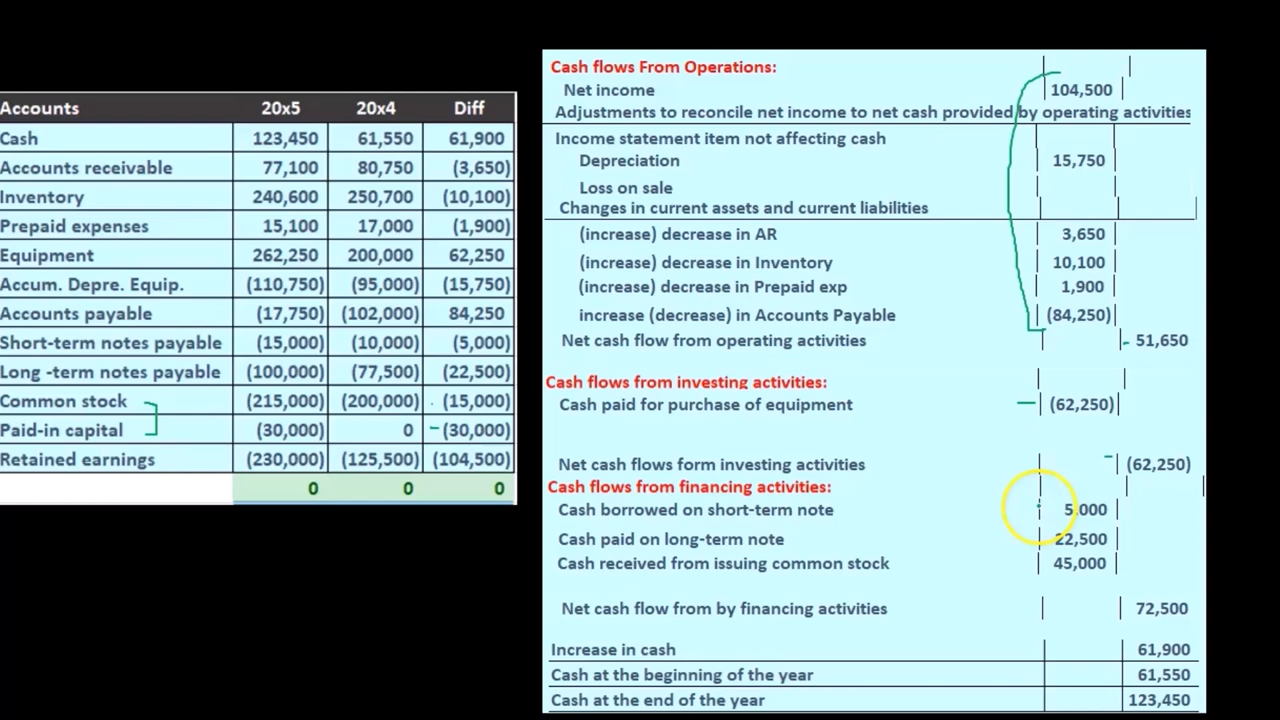 Accounts 20x5 20x4 Diff
Cash 123,450 61,550 61,900
Accounts receivable 77,100 80,750 (3,650)
Inventory 240,600 250,700 (10,100)
Prepaid expenses 15,100 17,000 (1,900)
Equipment 262,250 200,000 62,250
Accum. Depre. Equip. (110,750) (95,000) (15,750)
Accounts payable (17,750) (102,000) 84,250
Short-term notes payable (15,000) (10,000) (5,000)
Long -term notes payable (100,000) (77,500) (22,500)
Common stock (215,000) (200,000) (15,000)
Paid-in capital (30,000) 0 (30,000)
Retained earnings (230,000) (125,500) (104,500)
0 0 0
Cash flows From Operations:
Net income 104,500
Adjustments to reconcile net income to net cash provided by operating activities
Income statement item not affecting cash
Depreciation 15,750
Loss on sale
Changes in current assets and current liabilities
(increase) decrease in AR 3,650
(increase) decrease in Inventory 10,100
(increase) decrease in Prepaid exp 1,900
increase (decrease) in Accounts Payable (84,250)
Net cash flow from operating activities 51,650
Cash flows from investing activities:
Cash paid for purchase of equipment (62,250)
Net cash flows form investing activities (62,250)
Cash flows from financing activities:
Cash borrowed on short-term note 5,000
Cash paid on long-term note 22,500
Cash received from issuing common stock 45,000
Net cash flow from by financing activities 72,500
Increase in cash 61,900
Cash at the beginning of the year 61,550
Cash at the end of the year 123,450